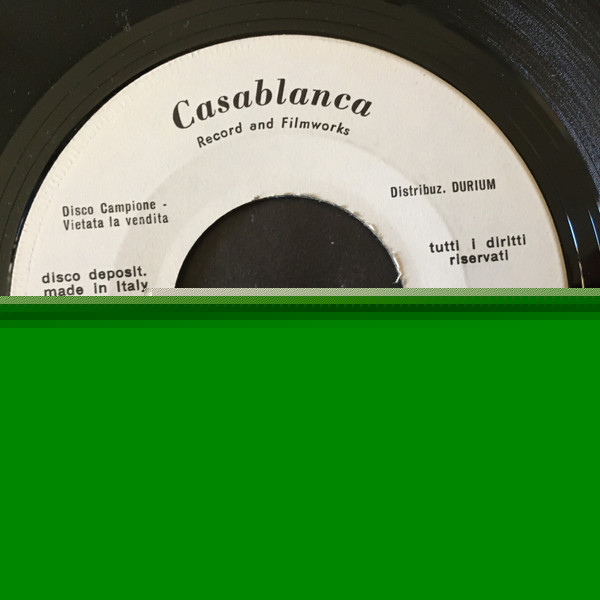 Casablanca
Record and Filmworks
Distribuz. DURIUM
Disco Campione -
Vietata la vendita
tutti i diritti
riservati
disco deposit.
made in Italy